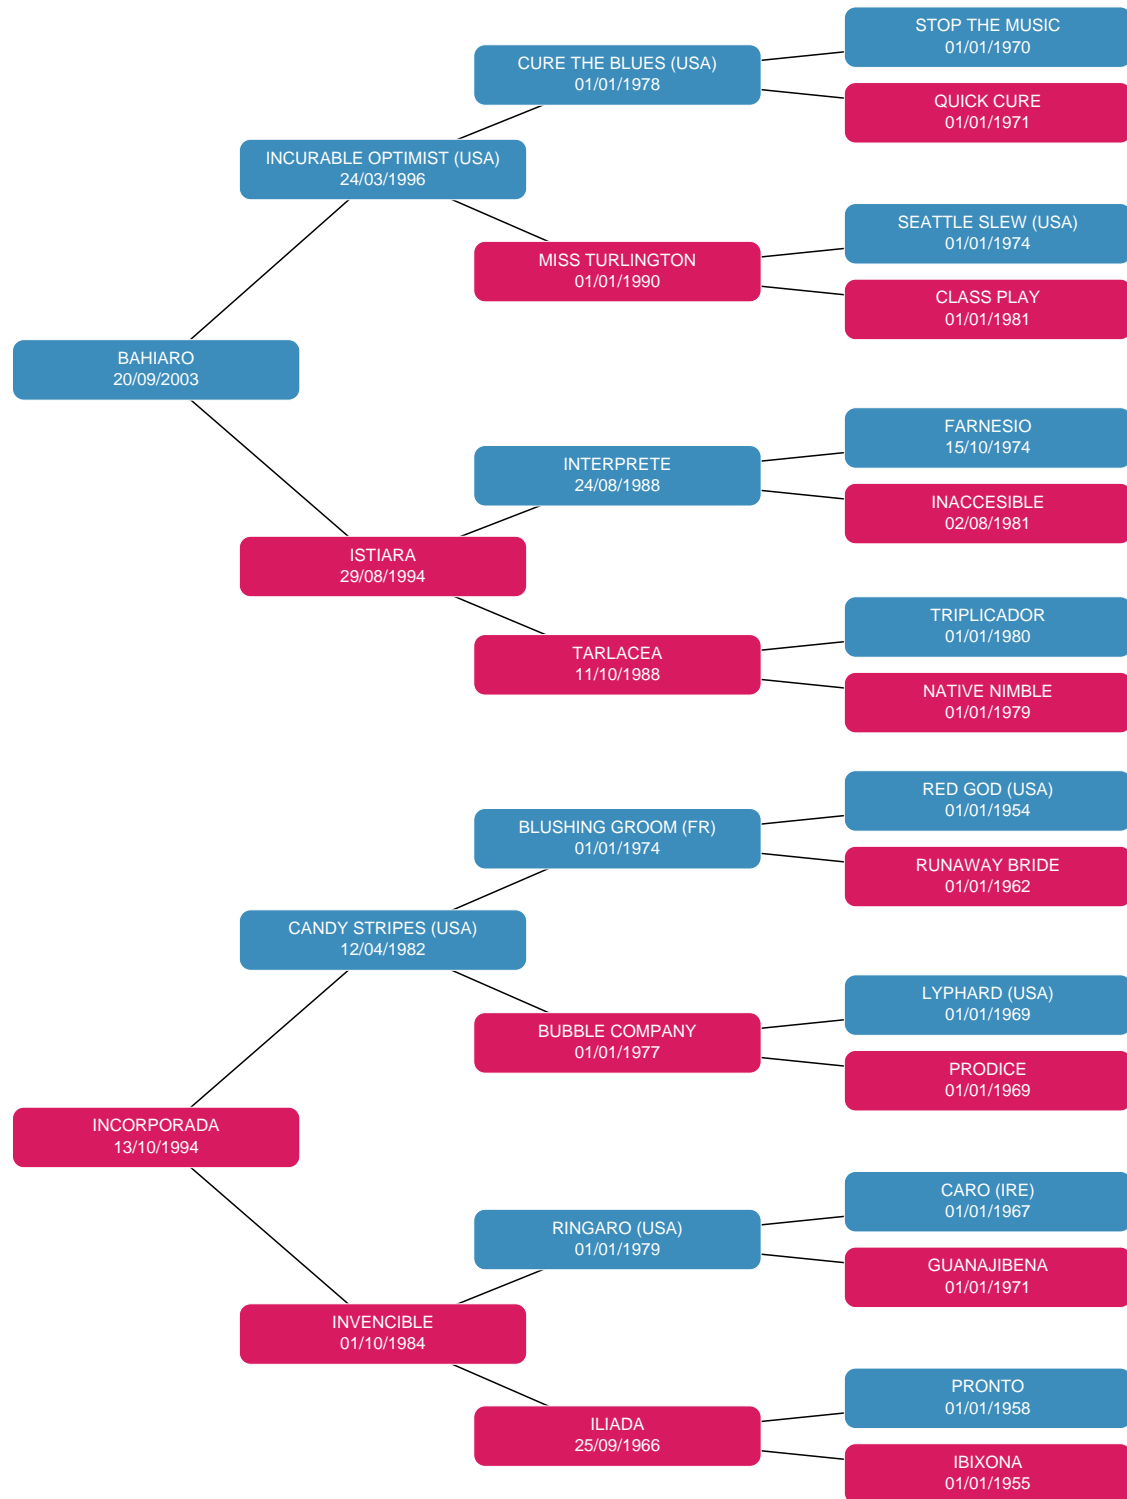 STOP THE MUSIC
01/01/1970
CURE THE BLUES (USA)
01/01/1978
QUICK CURE
01/01/1971
INCURABLE OPTIMIST (USA)
24/03/1996
SEATTLE SLEW (USA)
01/01/1974
MISS TURLINGTON
01/01/1990
CLASS PLAY
01/01/1981
BAHIARO
20/09/2003
FARNESIO
15/10/1974
INTERPRETE
24/08/1988
INACCESIBLE
02/08/1981
ISTIARA
29/08/1994
TRIPLICADOR
01/01/1980
TARLACEA
11/10/1988
NATIVE NIMBLE
01/01/1979
RED GOD (USA)
01/01/1954
BLUSHING GROOM (FR)
01/01/1974
RUNAWAY BRIDE
01/01/1962
CANDY STRIPES (USA)
12/04/1982
LYPHARD (USA)
01/01/1969
BUBBLE COMPANY
01/01/1977
PRODICE
01/01/1969
INCORPORADA
13/10/1994
CARO (IRE)
01/01/1967
RINGARO (USA)
01/01/1979
GUANAJIBENA
01/01/1971
INVENCIBLE
01/10/1984
PRONTO
01/01/1958
ILIADA
25/09/1966
IBIXONA
01/01/1955